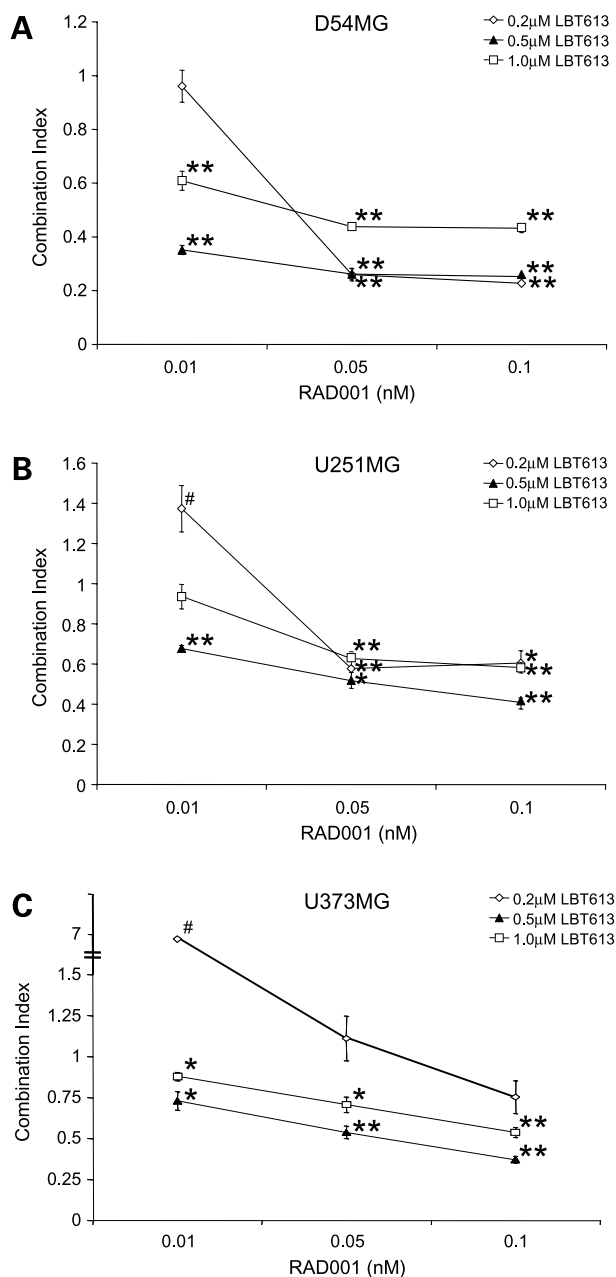 A
D54MG
0.2μM LBT613
0.5μM LBT613
1.0μM LBT613
Combination Index
1.2
1
0.8
0.6
0.4
0.2
0
**
**
**
**
**
**
**
**
0.01
0.05
0.1
RAD001 (nM)
B
U251MG
0.2μM LBT613
0.5μM LBT613
1.0μM LBT613
Combination Index
1.6
1.4
1.2
1
0.8
0.6
0.4
0.2
0
#
**
**
**
*
*
**
**
0.01
0.05
0.1
RAD001 (nM)
C
U373MG
0.2μM LBT613
0.5μM LBT613
1.0μM LBT613
Combination Index
7
1.5
1.25
1
0.75
0.5
0.25
0
#
*
*
*
**
**
**
0.01
0.05
0.1
RAD001 (nM)